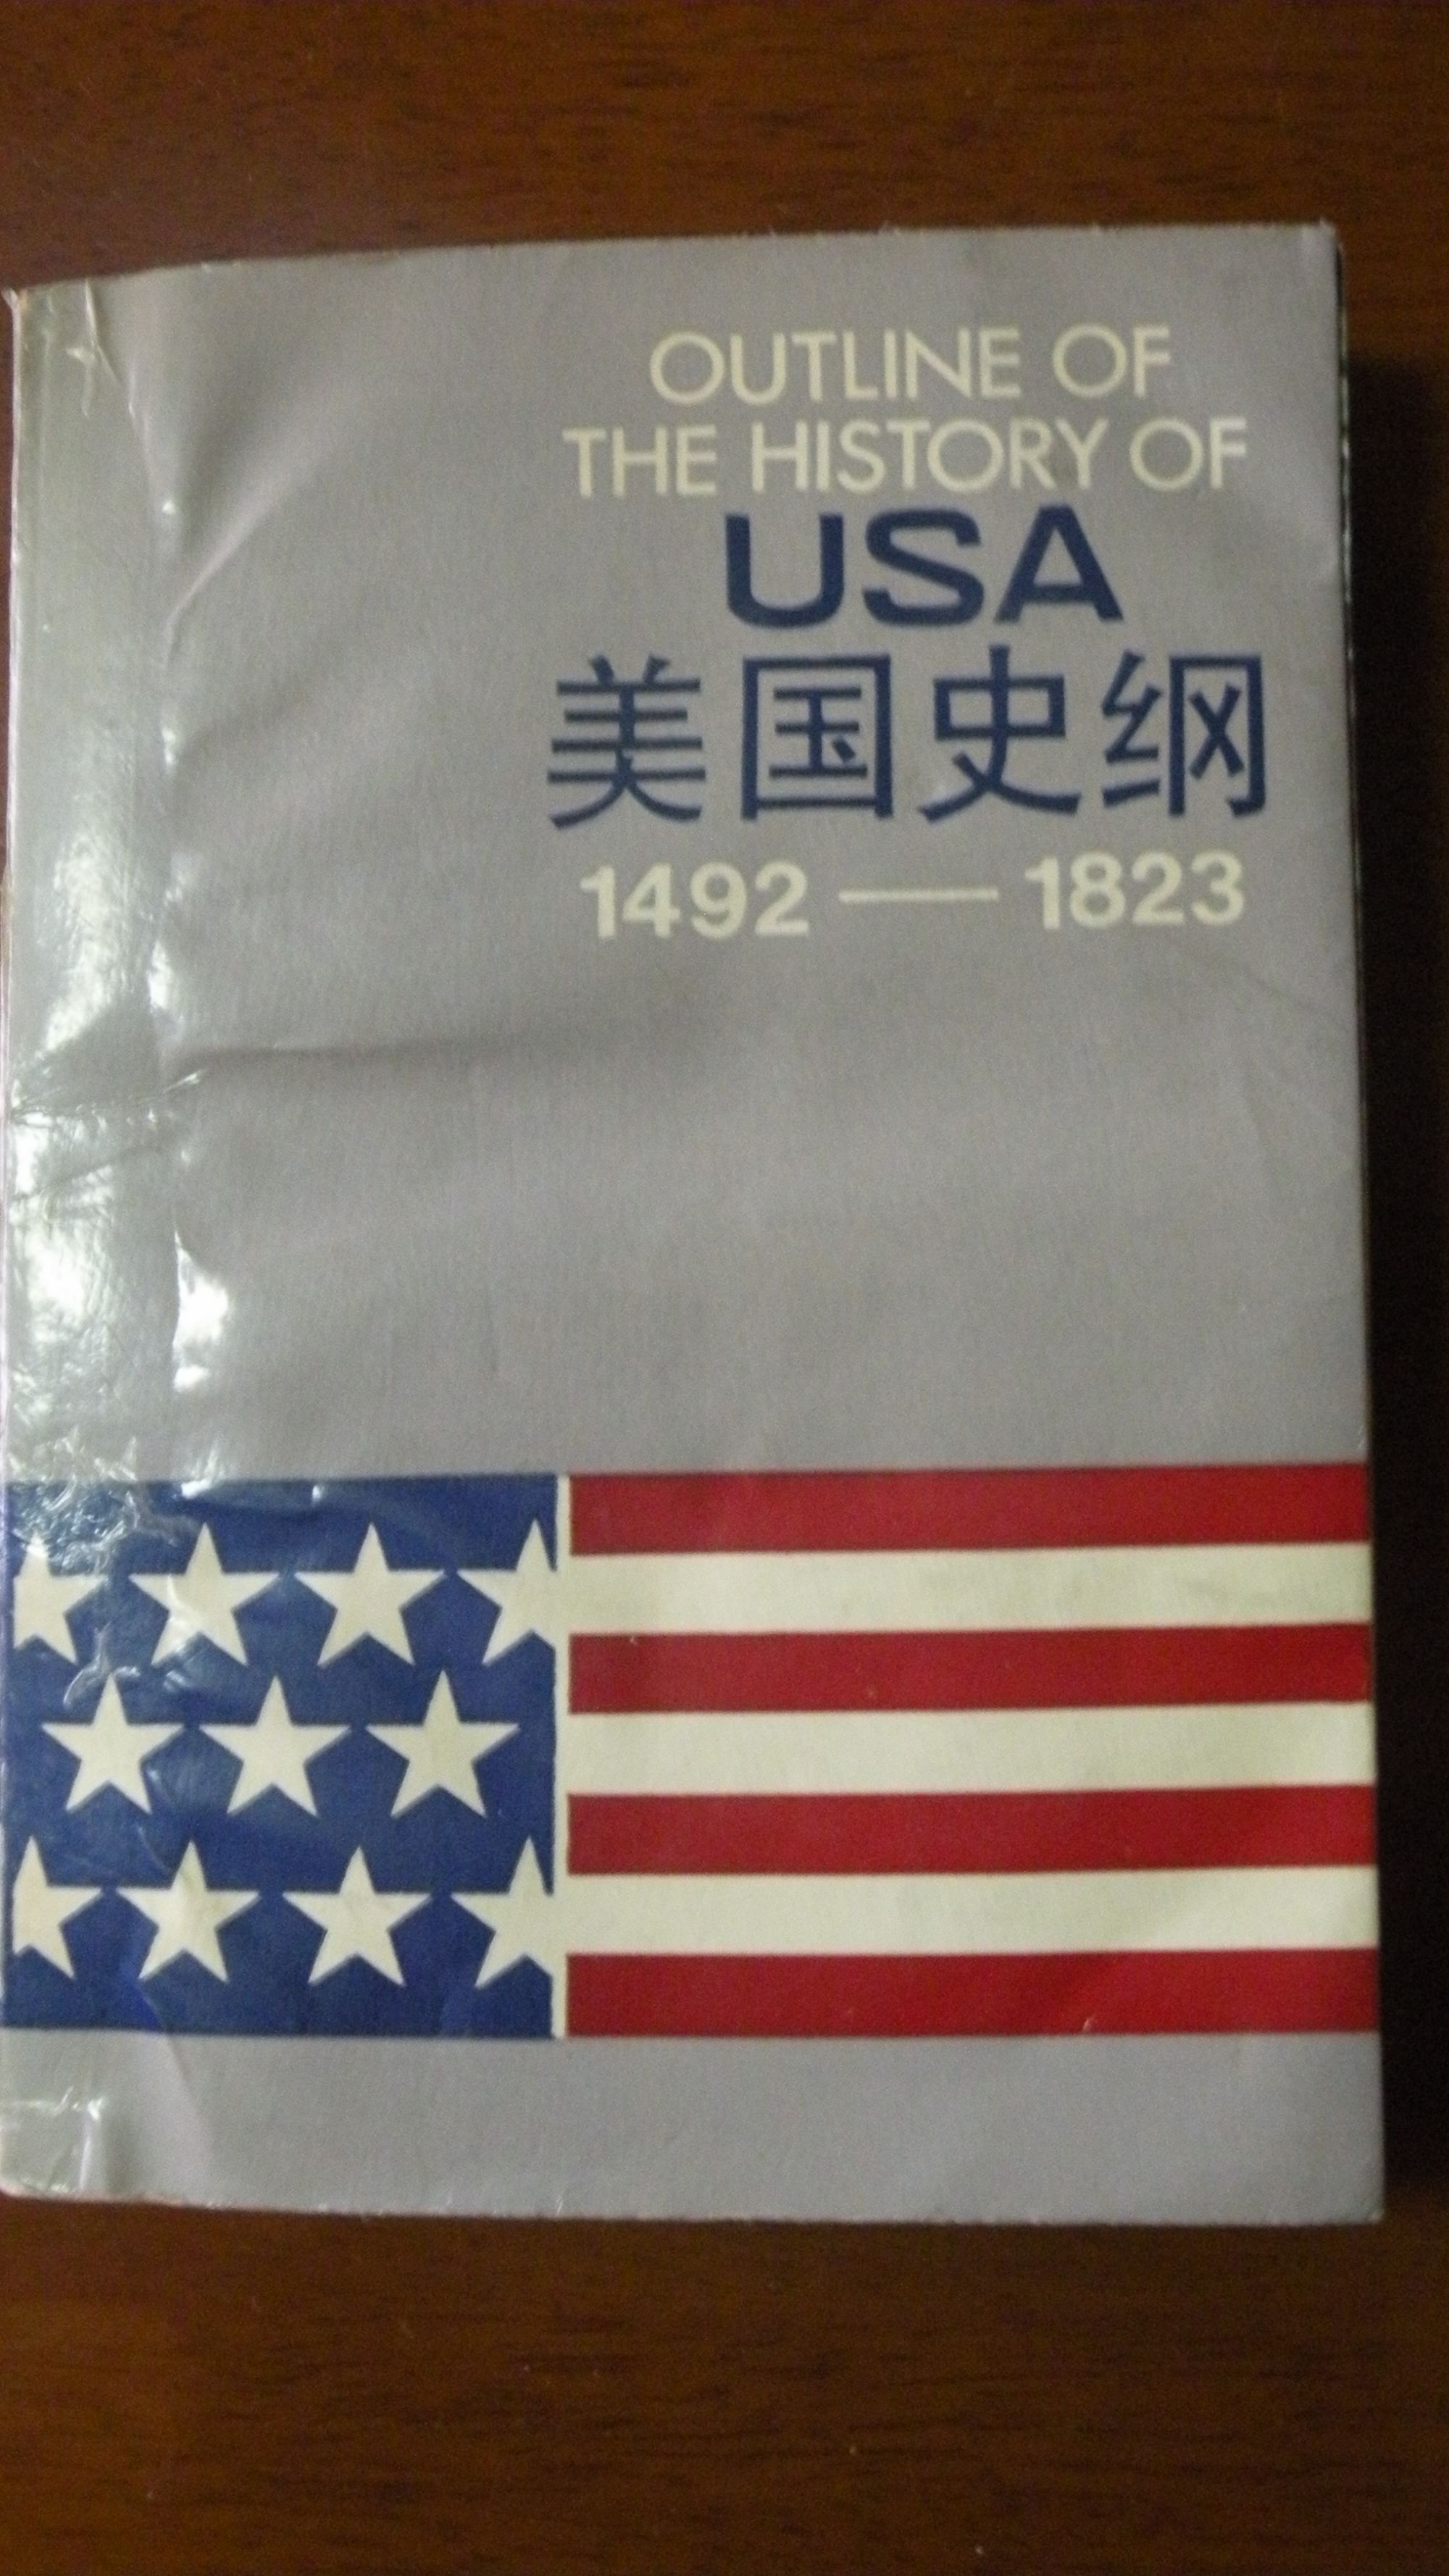 OUTLINE OF
THE HISTORY OF
USA
美国史纲
1492 — 1823